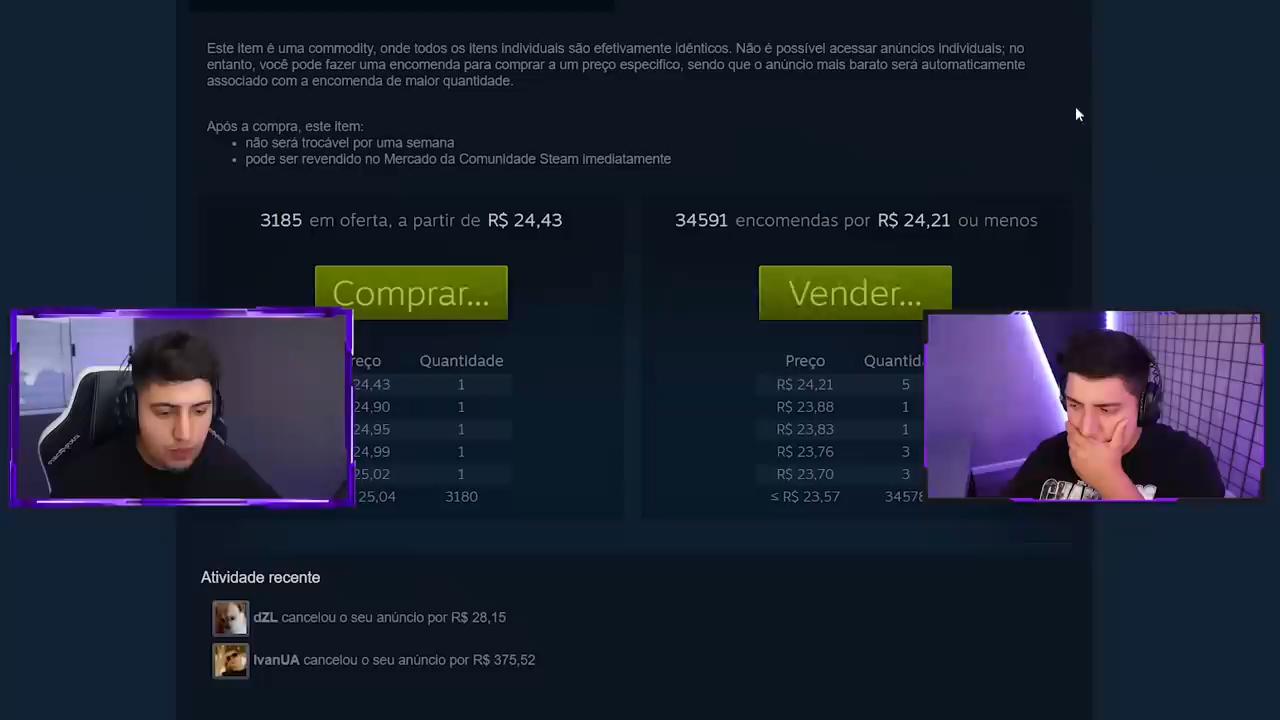 Este item é uma commodity, onde todos os itens individuais são efetivamente idênticos. Não é possível acessar anúncios individuais; no
entanto, você pode fazer uma encomenda para comprar a um preço específico, sendo que o anúncio mais barato será automaticamente
associado com a encomenda de maior quantidade.
Após a compra, este item:
• não será trocável por uma semana
• pode ser revendido no Mercado da Comunidade Steam imediatamente
3185 em oferta, a partir de R$ 24,43
34591 encomendas por R$ 24,21 ou menos
Comprar...
Vender...
reço Quantidade
24,43 1
24,90 1
24,95 1
24,99 1
25,02 1
25,04 3180
Preço Quantid
R$ 24,21 5
R$ 23,88 1
R$ 23,83 1
R$ 23,76 3
R$ 23,70 3
≤ R$ 23,57 34578
Atividade recente
dZL cancelou o seu anúncio por R$ 28,15
IvanUA cancelou o seu anúncio por R$ 375,52